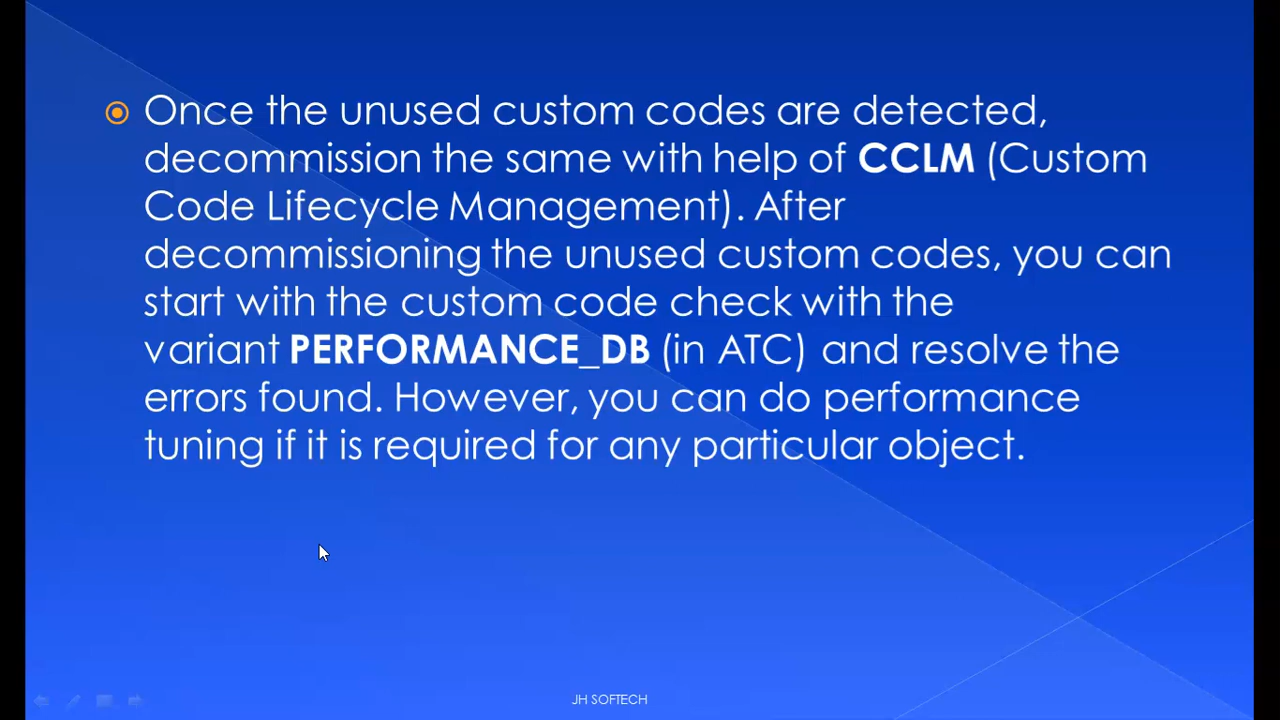 Once the unused custom codes are detected,
decommission the same with help of CCLM (Custom
Code Lifecycle Management). After
decommissioning the unused custom codes, you can
start with the custom code check with the
variant PERFORMANCE_DB (in ATC) and resolve the
errors found. However, you can do performance
tuning if it is required for any particular object.
JH SOFTECH